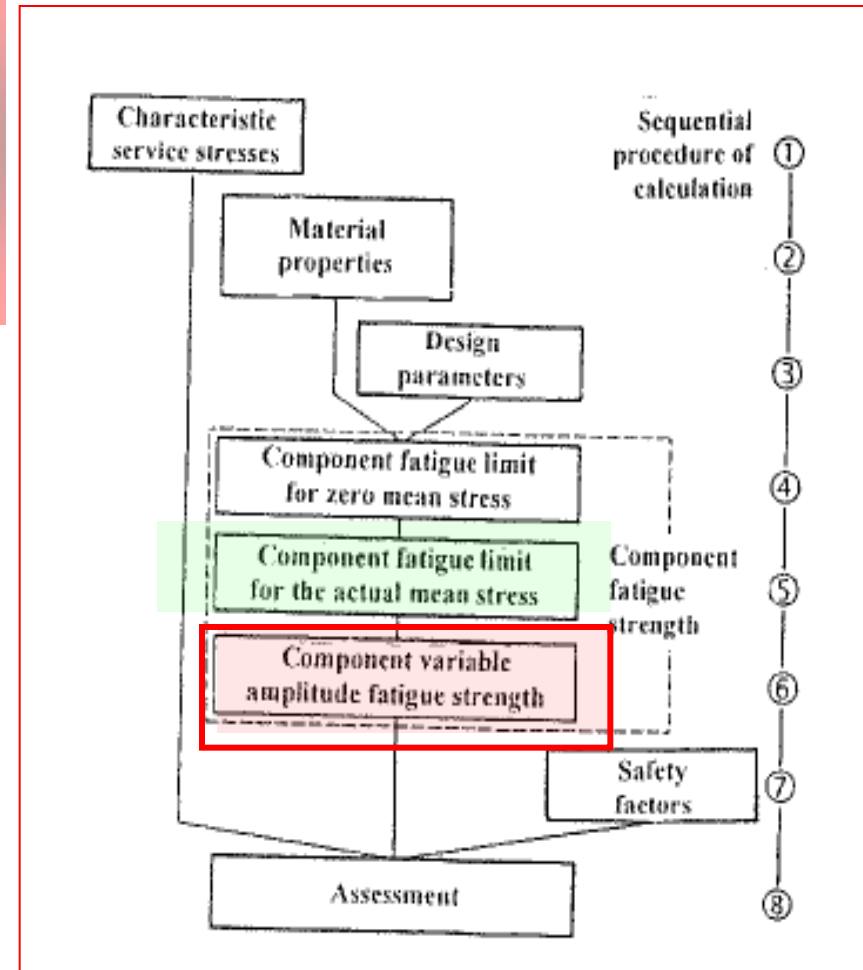 Characteristic
service stresses
Sequential
procedure of
calculation
①
Material
properties
②
Design
parameters
③
Component fatigue limit
for zero mean stress
④
Component fatigue limit
for the actual mean stress
Component
fatigue
strength
⑤
Component variable
amplitude fatigue strength
⑥
Safety
factors
⑦
Assessment
⑧